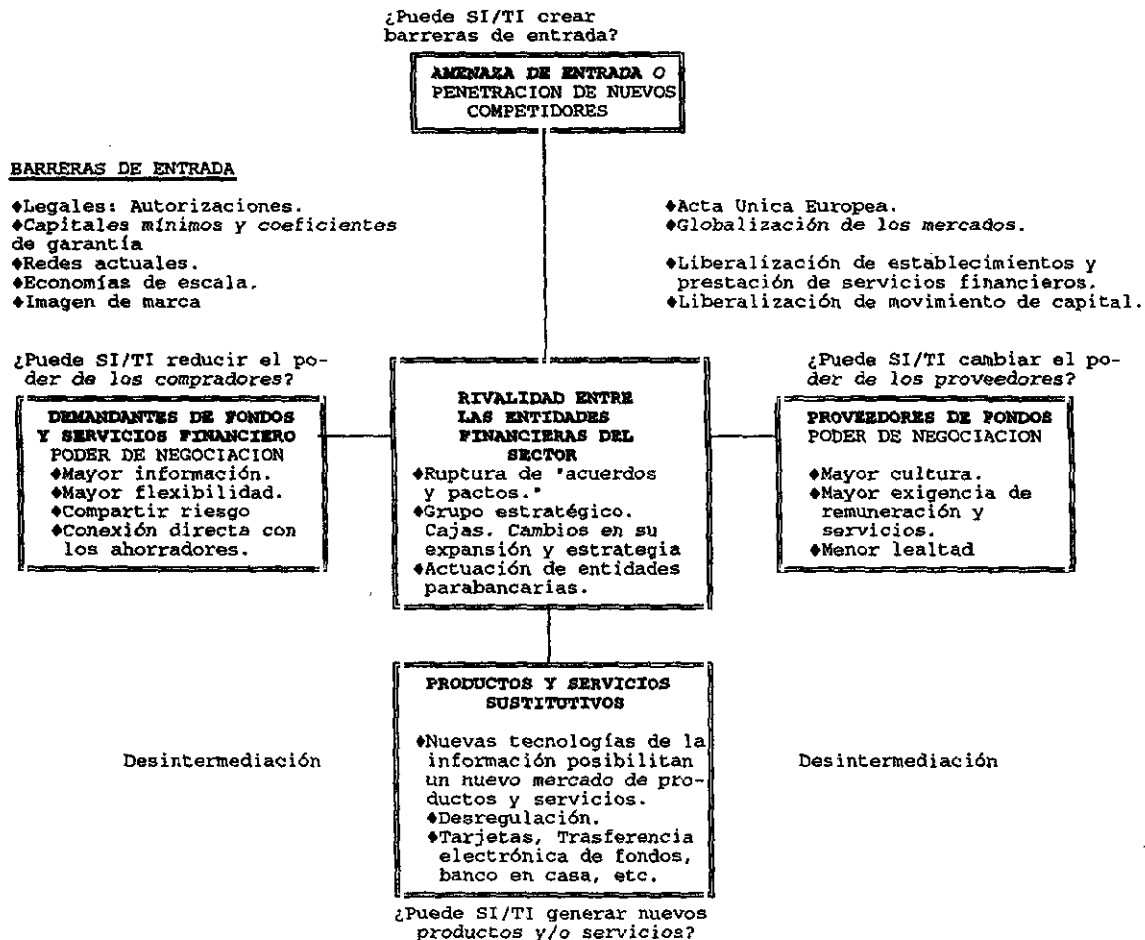 ¿Puede SI/TI crear
barreras de entrada?
AMENAZA DE ENTRADA O
PENETRACION DE NUEVOS
COMPETIDORES
BARRERAS DE ENTRADA
♦Legales: Autorizaciones.
♦Capitales mínimos y coeficientes
de garantía
♦Redes actuales.
♦Economías de escala.
♦Imagen de marca
♦Acta Unica Europea.
♦Globalización de los mercados.
♦Liberalización de establecimientos y
prestación de servicios financieros.
♦Liberalización de movimiento de capital.
¿Puede SI/TI reducir el po-
der de los compradores?
DEMANDANTES DE FONDOS
Y SERVICIOS FINANCIERO
PODER DE NEGOCIACION
♦Mayor información.
♦Mayor flexibilidad.
♦Compartir riesgo
♦Conexión directa con
los ahorradores.
RIVALIDAD ENTRE
LAS ENTIDADES
FINANCIERAS DEL
SECTOR
♦Ruptura de "acuerdos
y pactos."
♦Grupo estratégico.
Cajas. Cambios en su
expansión y estrategia
♦Actuación de entidades
parabancarias.
¿Puede SI/TI cambiar el po-
der de los proveedores?
PROVEEDORES DE FONDOS
PODER DE NEGOCIACION
♦Mayor cultura.
♦Mayor exigencia de
remuneración y
servicios.
♦Menor lealtad
PRODUCTOS Y SERVICIOS
SUSTITUTIVOS
♦Nuevas tecnologías de la
información posibilitan
un nuevo mercado de pro-
ductos y servicios.
♦Desregulación.
♦Tarjetas, Trasferencia
electrónica de fondos,
banco en casa, etc.
Desintermediación
Desintermediación
¿Puede SI/TI generar nuevos
productos y/o servicios?